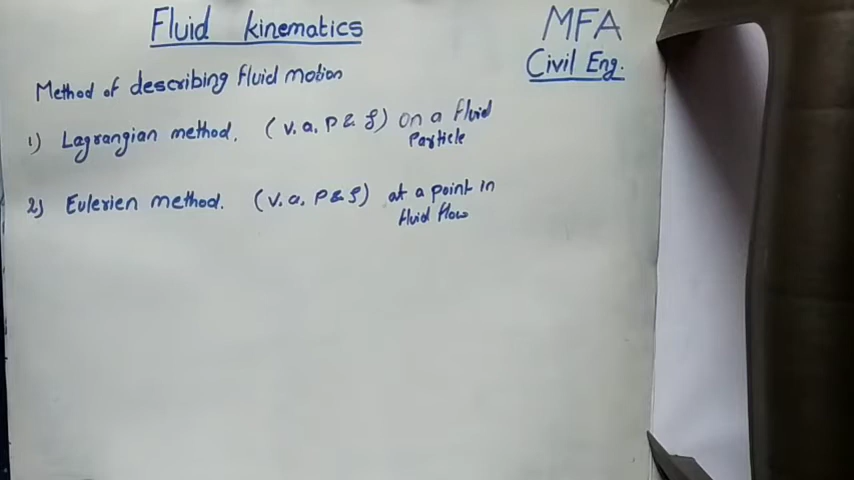 Fluid kinematics
MFA
Civil Eng.
Method of describing Fluid motion
1) Lagrangian method. (v. a. P & ρ) on a fluid
Particle
2) Eulerien method. (v. a. P & ρ) at a point in
fluid flow